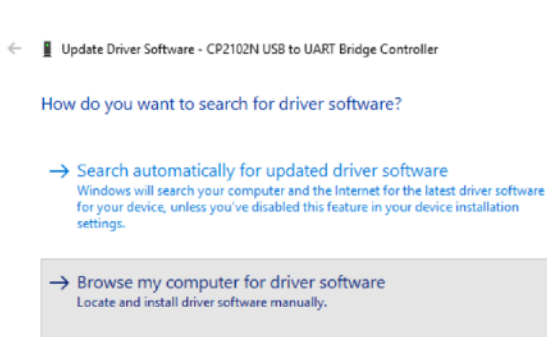 Update Driver Software - CP2102N USB to UART Bridge Controller
How do you want to search for driver software?
Search automatically for updated driver software
Windows will search your computer and the Internet for the latest driver software
for your device, unless you've disabled this feature in your device installation
settings.
Browse my computer for driver software
Locate and install driver software manually.